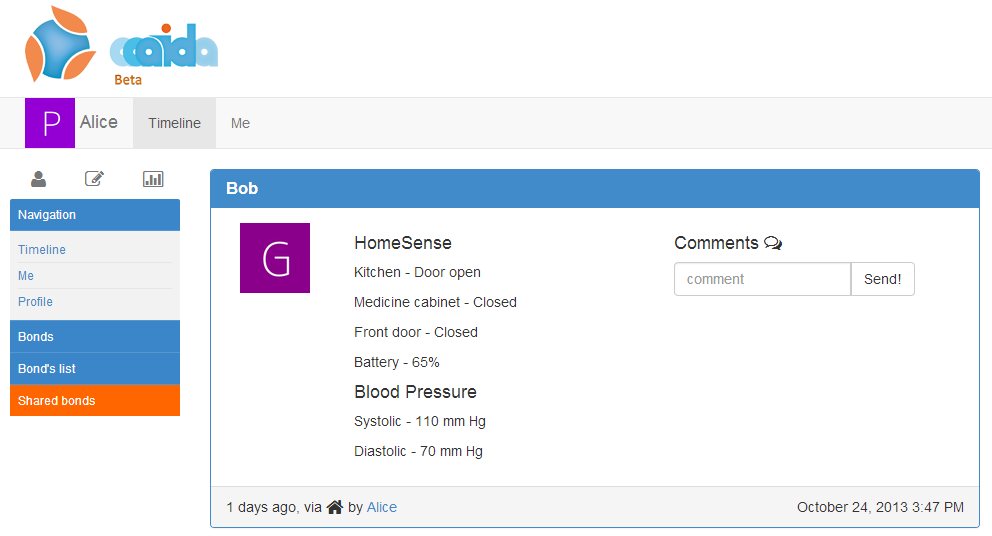 ccaida
Beta
P Alice Timeline Me
Navigation
Timeline
Me
Profile
Bonds
Bond's list
Shared bonds
Bob
G
HomeSense
Kitchen - Door open
Medicine cabinet - Closed
Front door - Closed
Battery - 65%
Blood Pressure
Systolic - 110 mm Hg
Diastolic - 70 mm Hg
Comments
comment Send!
1 days ago, via by Alice October 24, 2013 3:47 PM